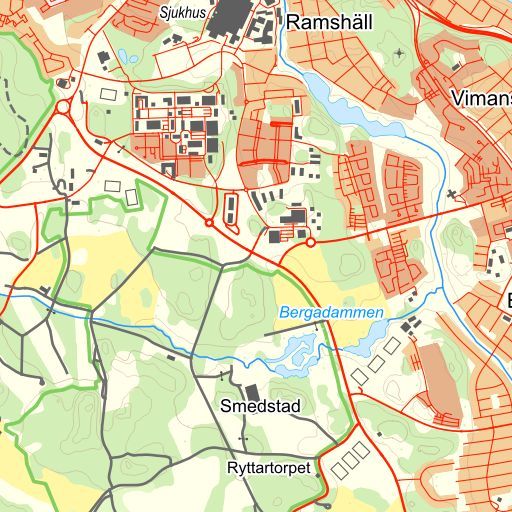 Sjukhus
Ramshäll
Vimans
Bergadammen
Smedstad
Ryttartorpet